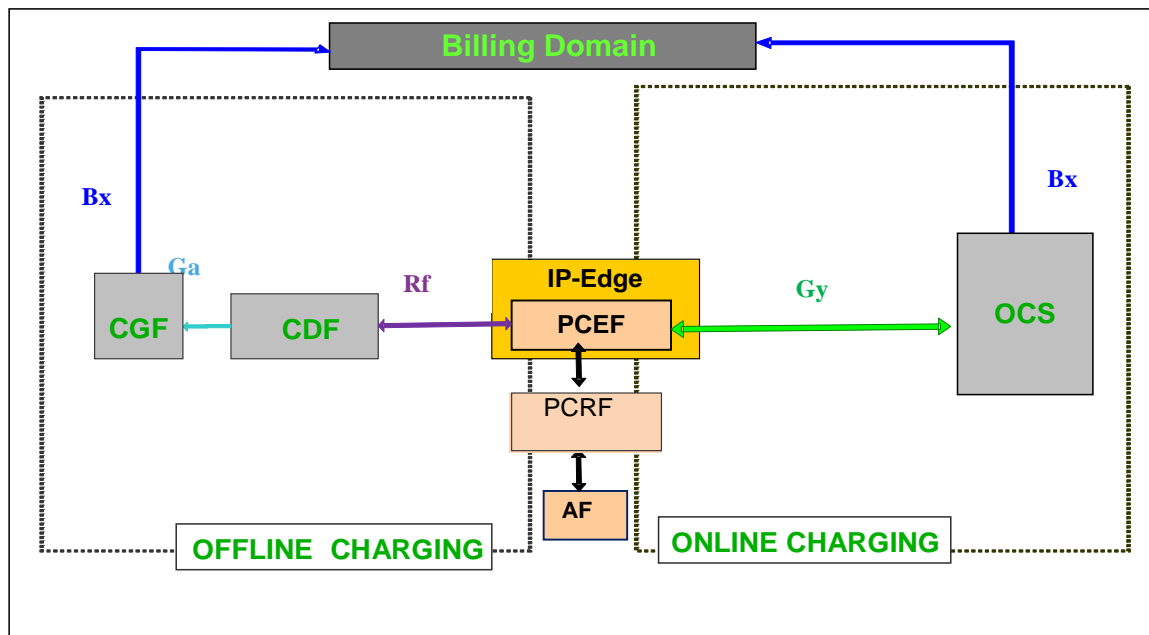 Billing Domain
Bx
Bx
Ga
Rf
IP-Edge
Gy
CGF
CDF
PCEF
OCS
PCRF
AF
OFFLINE CHARGING
ONLINE CHARGING